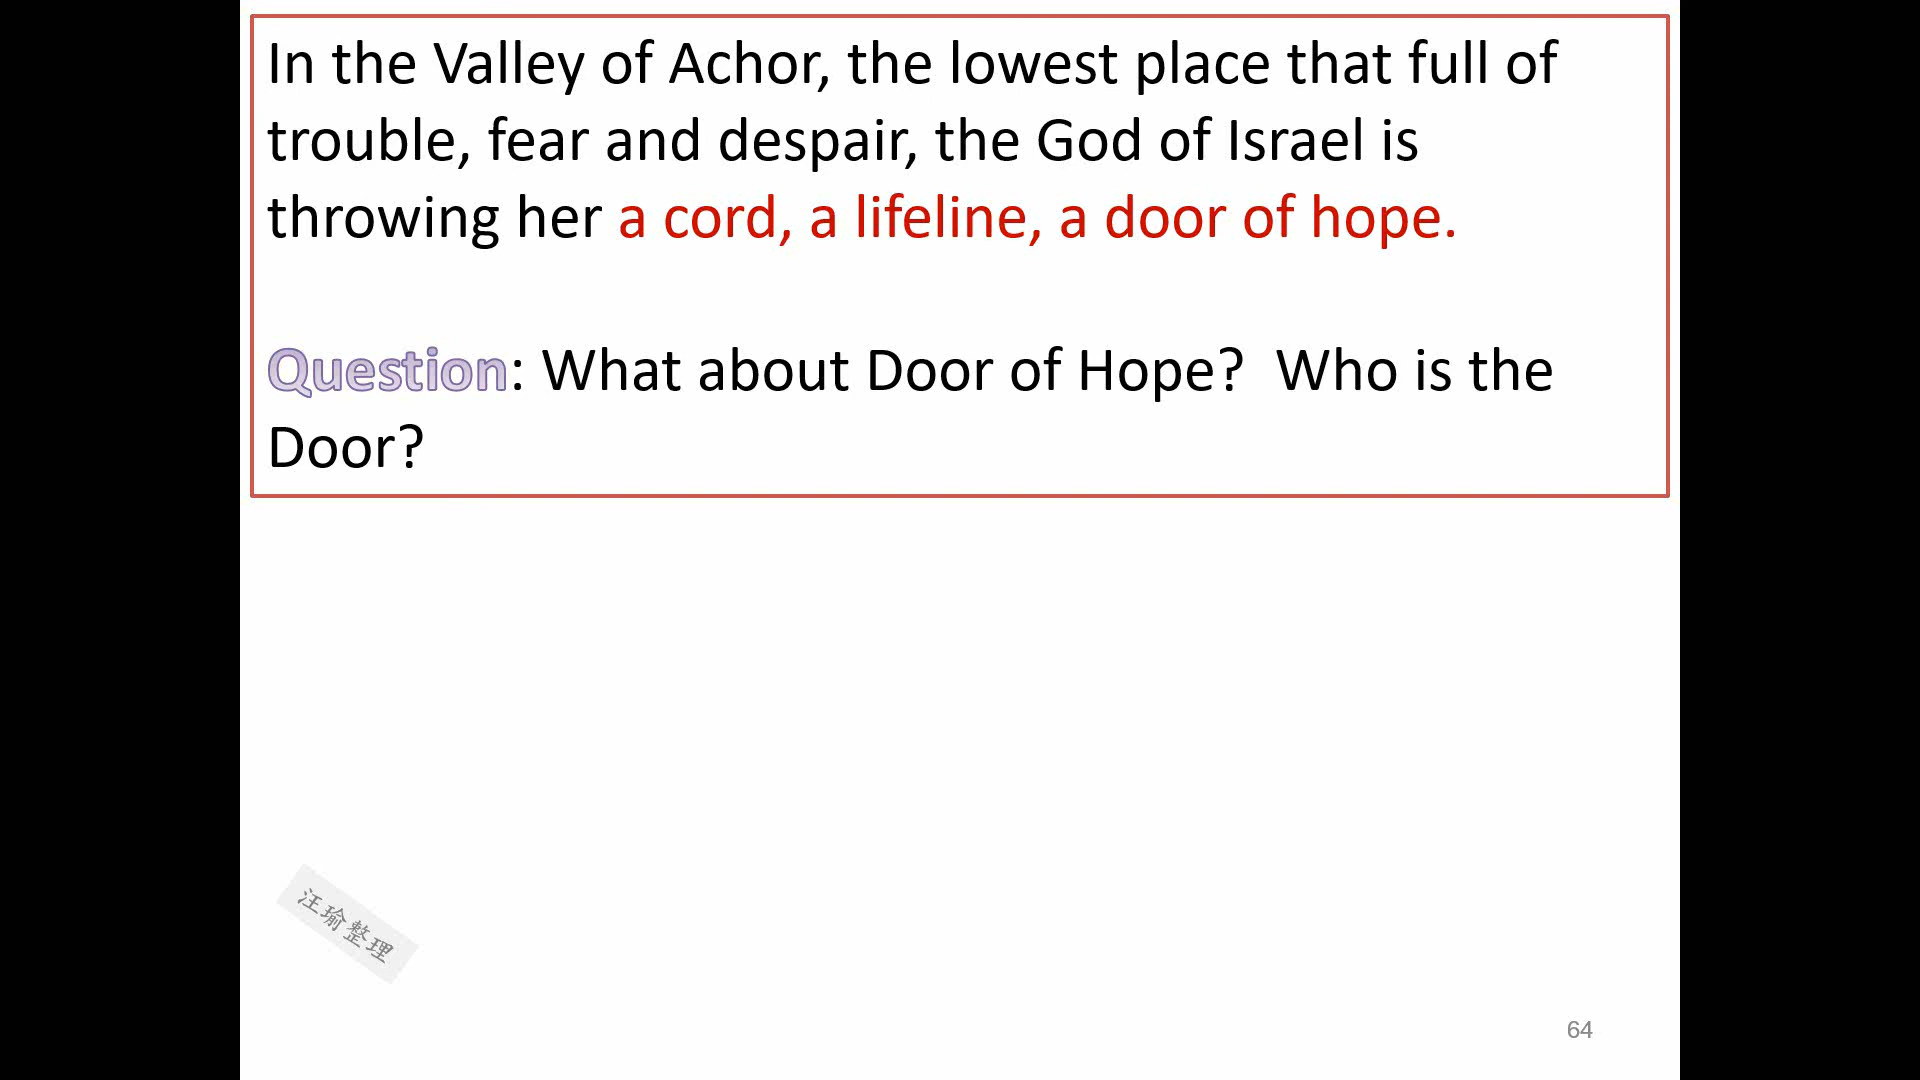 In the Valley of Achor, the lowest place that full of
trouble, fear and despair, the God of Israel is
throwing her a cord, a lifeline, a door of hope.
Question: What about Door of Hope?  Who is the
Door?
汪瑜整理
64